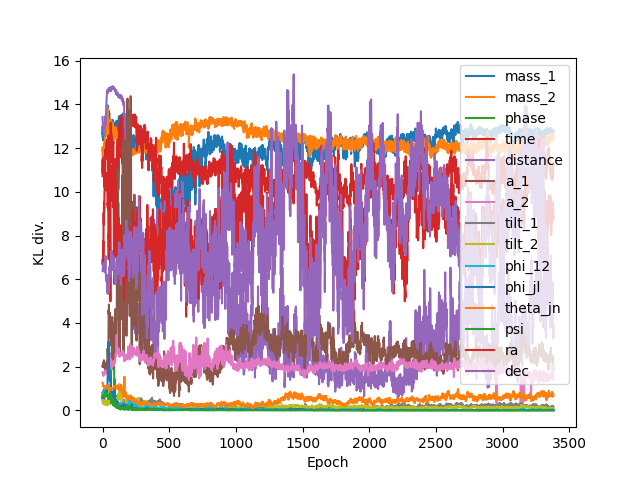 16
14
12
10
8
6
4
2
0
KL div.
0
500
1000
1500
2000
2500
3000
3500
Epoch
mass_1
mass_2
phase
time
distance
a_1
a_2
tilt_1
tilt_2
phi_12
phi_jl
theta_jn
psi
ra
dec